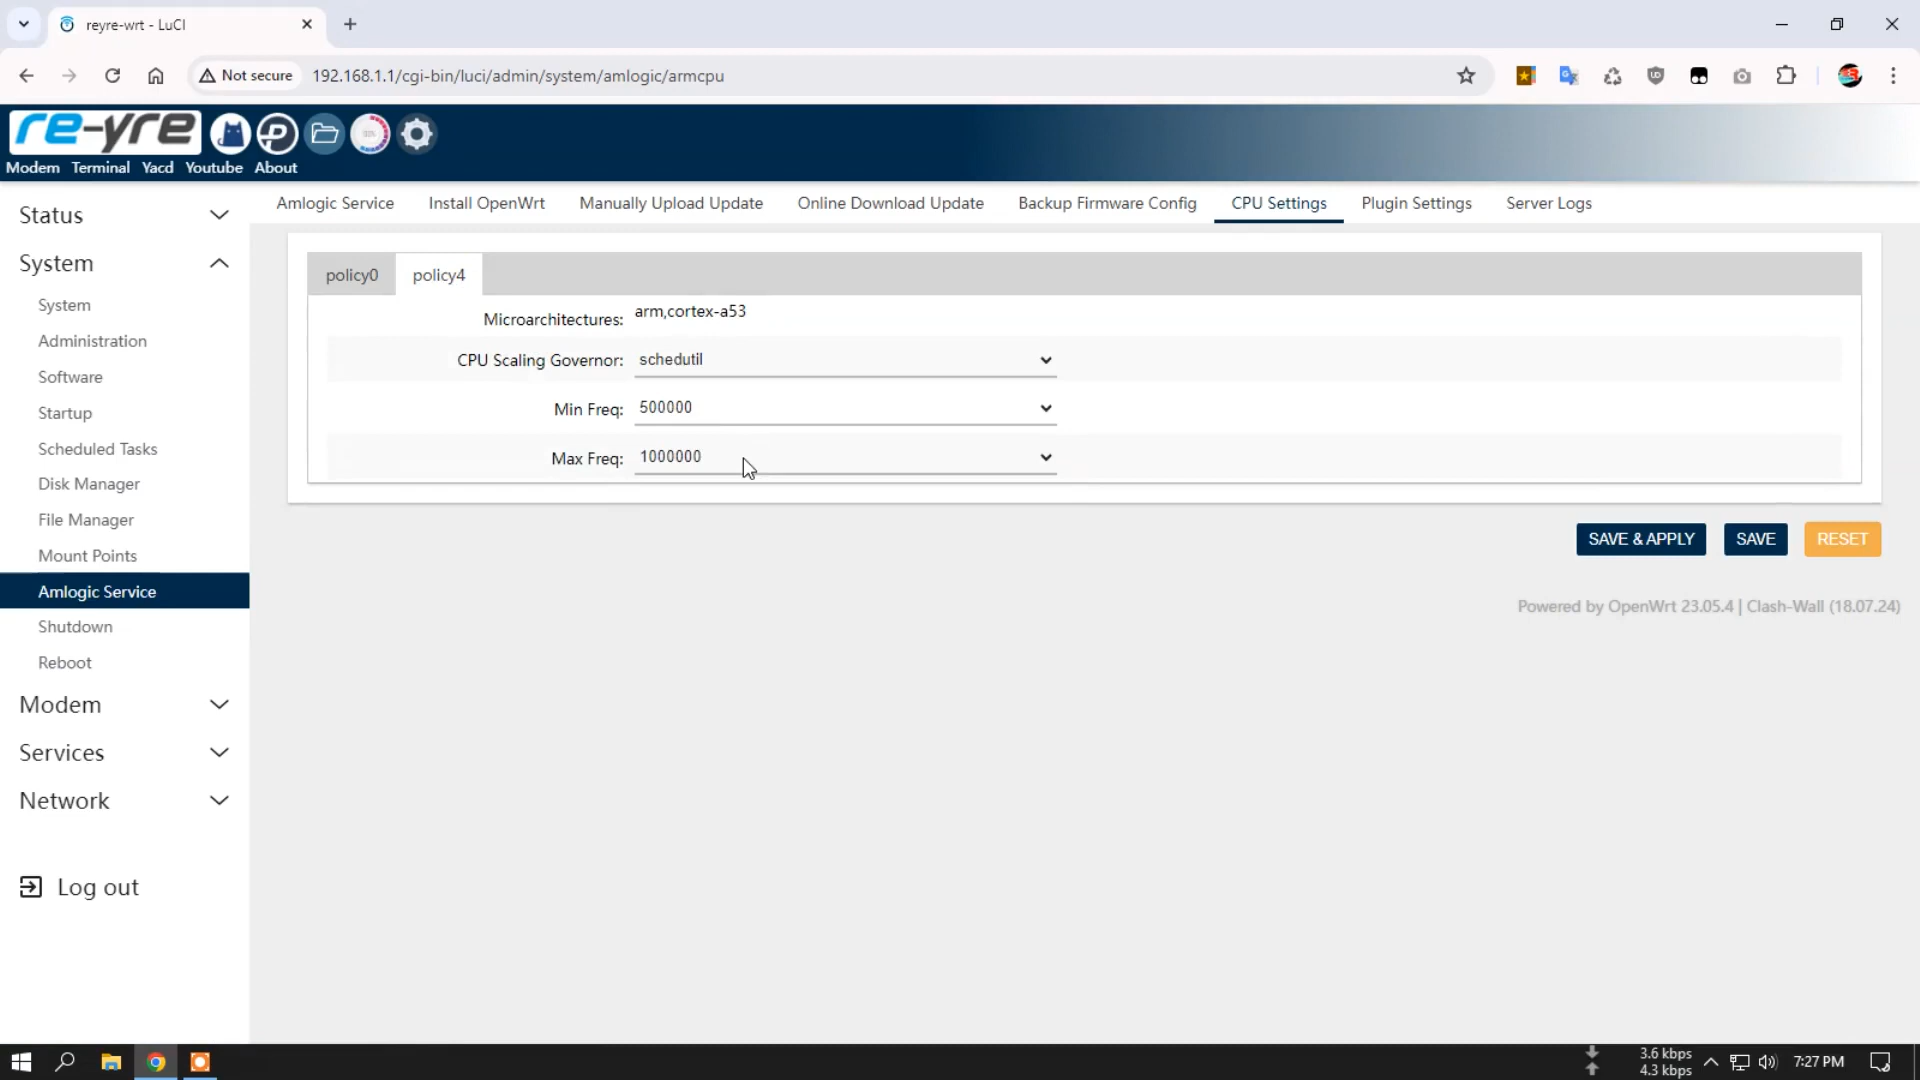 reyre-wrt - LuCI
Not secure
192.168.1.1/cgi-bin/luci/admin/system/amlogic/armcpu
re-yre
Modem Terminal Yacd Youtube About
Status
System
System
Administration
Software
Startup
Scheduled Tasks
Disk Manager
File Manager
Mount Points
Amlogic Service
Shutdown
Reboot
Modem
Services
Network
Log out
Amlogic Service Install OpenWrt Manually Upload Update Online Download Update Backup Firmware Config CPU Settings Plugin Settings Server Logs
policy0 policy4
Microarchitectures: arm,cortex-a53
CPU Scaling Governor: schedutil
Min Freq: 500000
Max Freq: 1000000
SAVE & APPLY SAVE RESET
Powered by OpenWrt 23.05.4 | Clash-Wall (18.07.24)
3.6 kbps
4.3 kbps
7:27 PM